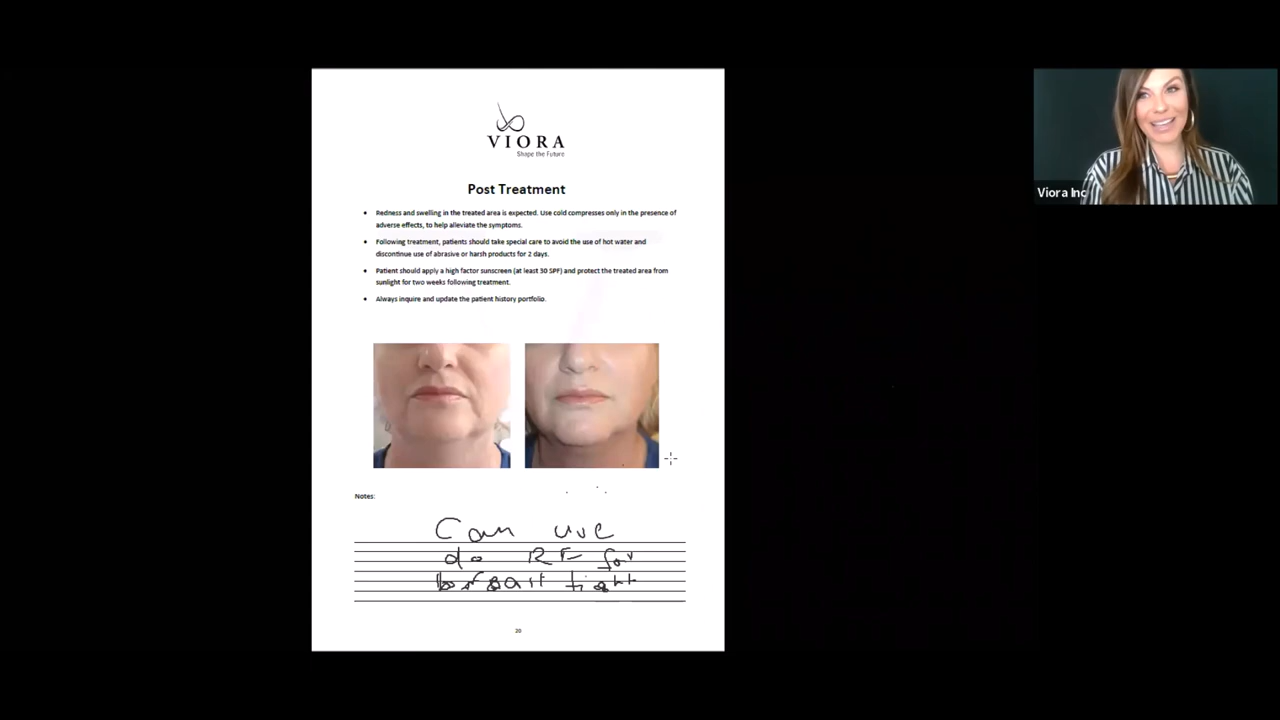 VIORA
Shape the Future
Post Treatment
• Redness and swelling in the treated area is expected. Use cold compresses only in the presence of
adverse effects, to help alleviate the symptoms.
• Following treatment, patients should take special care to avoid the use of hot water and
discontinue use of abrasive or harsh products for 2 days.
• Patient should apply a high factor sunscreen (at least 30 SPF) and protect the treated area from
sunlight for two weeks following treatment.
• Always inquire and update the patient history portfolio.
Notes:
Can we
do RF for
tight
20
Viora Inc